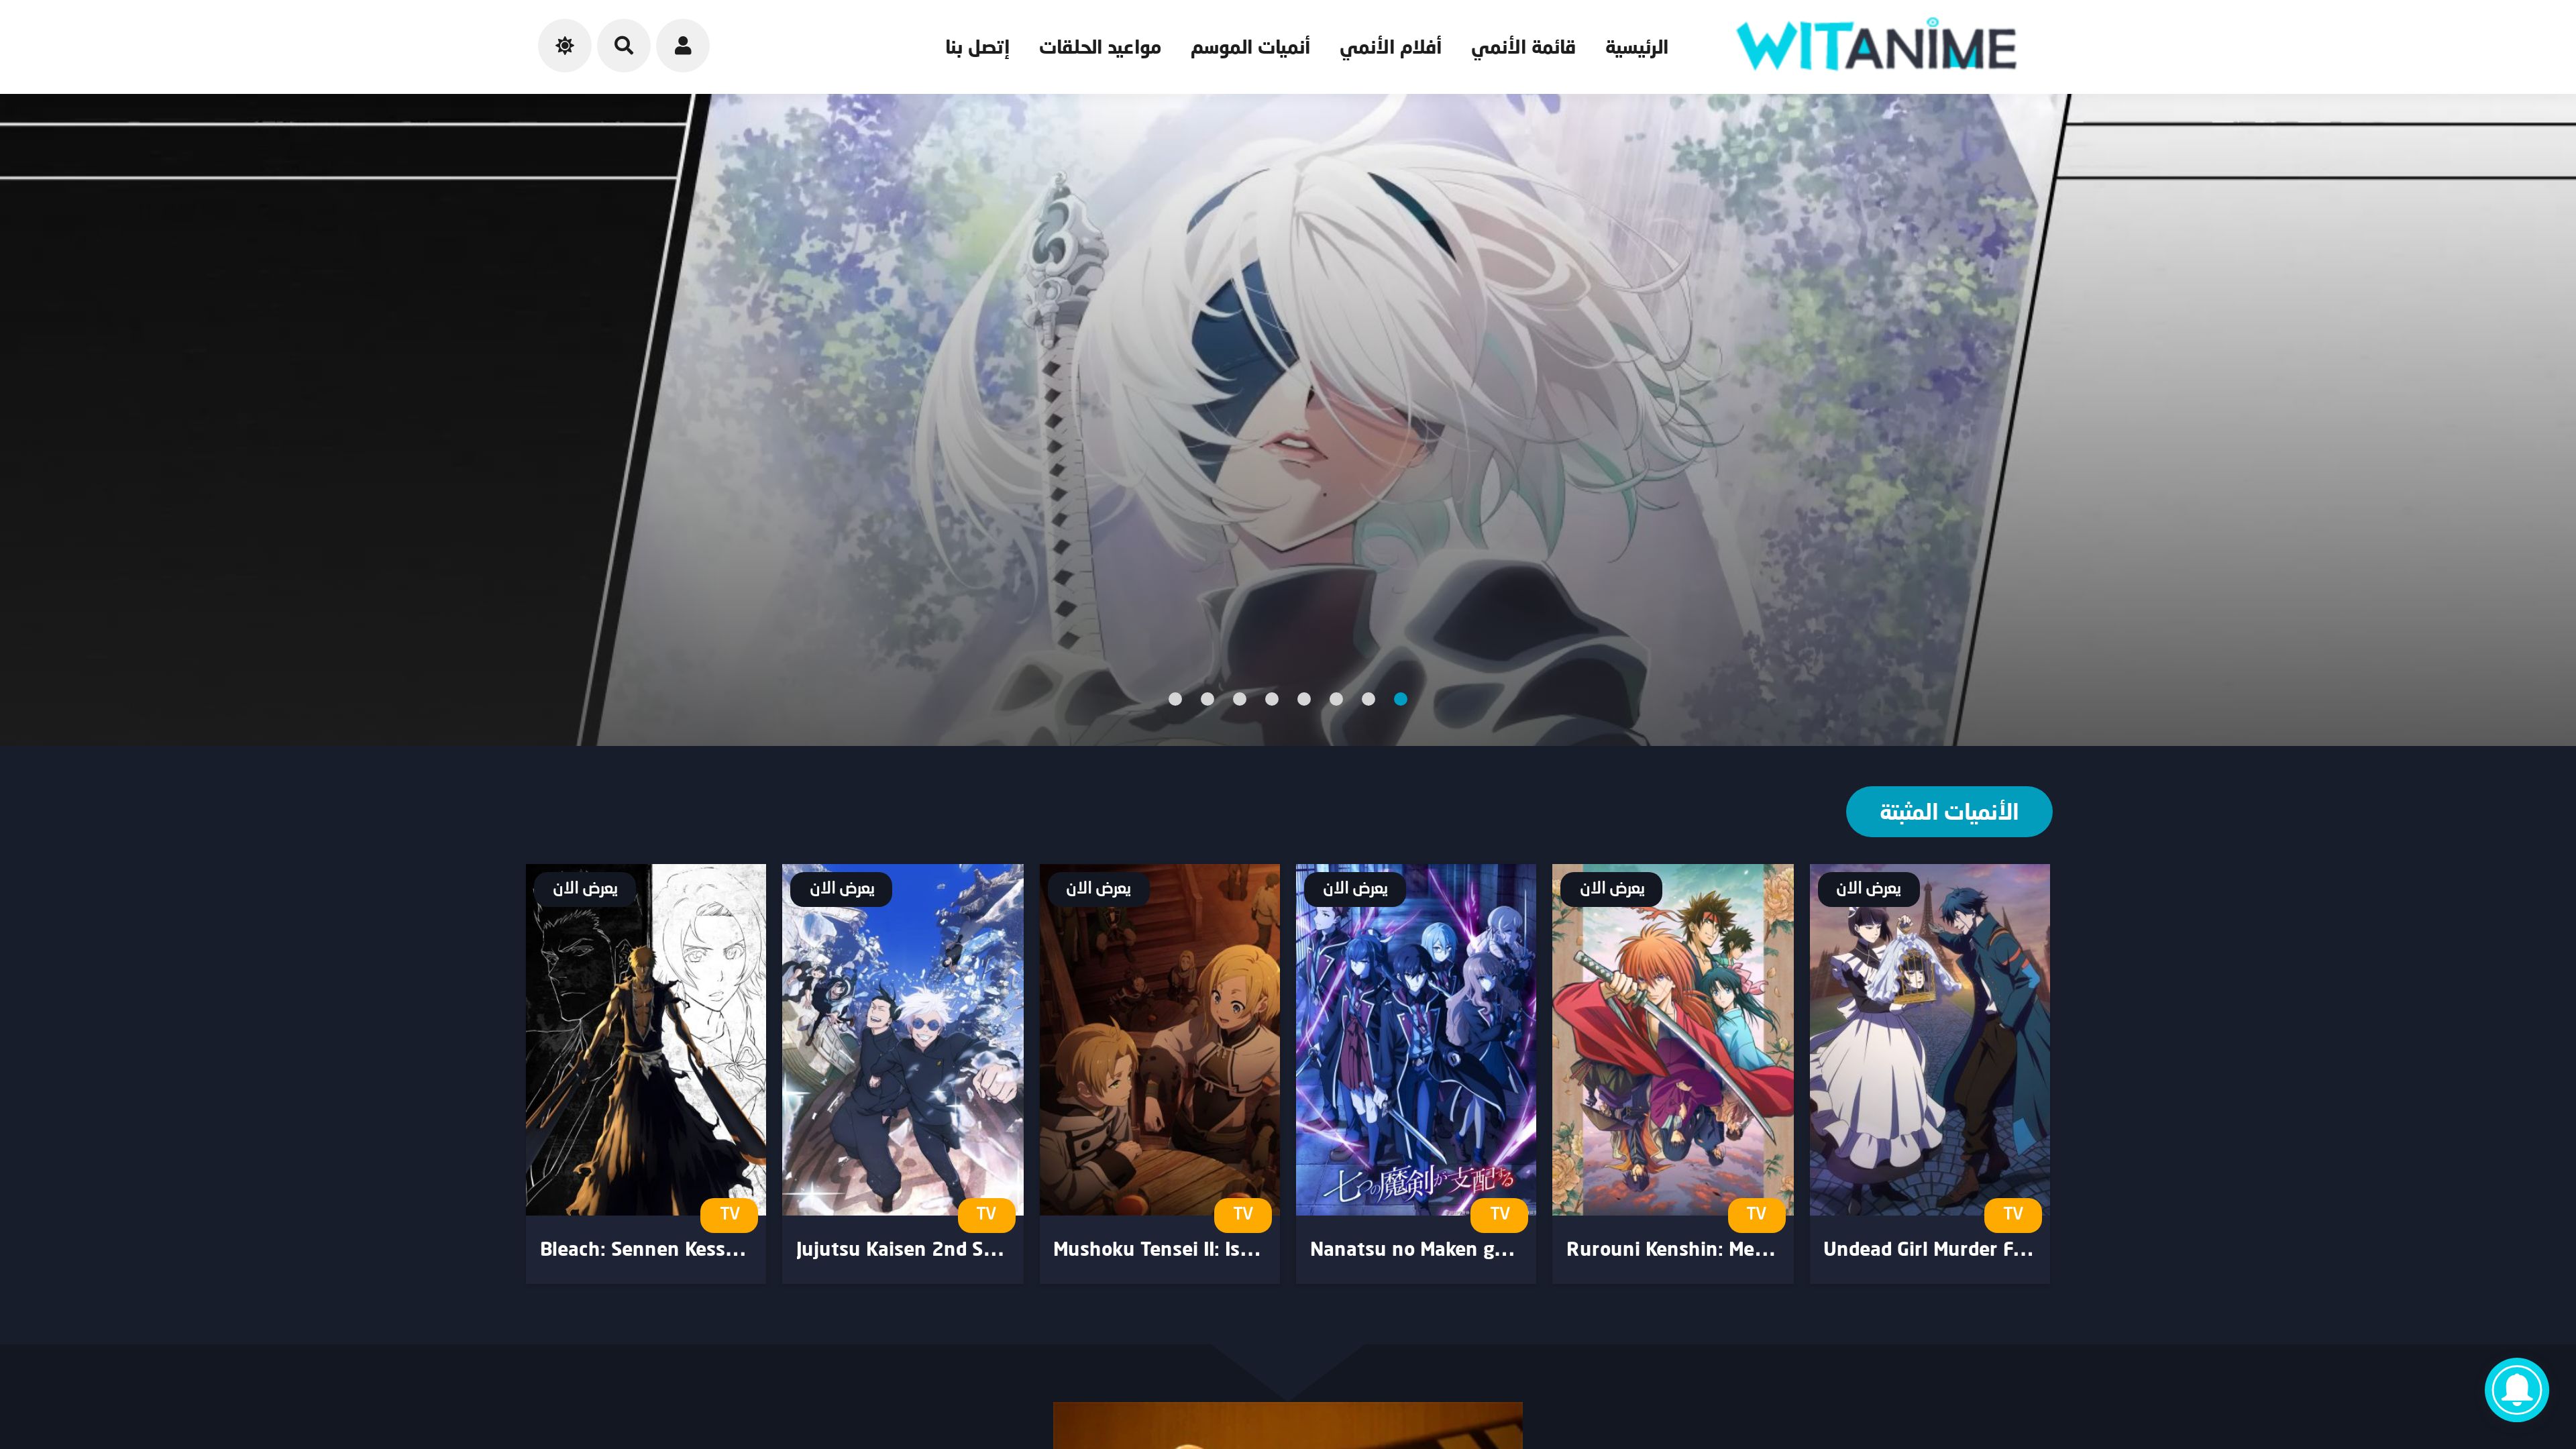 WITANIME
الرئيسية
قائمة الأنمي
أفلام الأنمي
أنميات الموسم
مواعيد الحلقات
إتصل بنا
الأنميات المثبتة
يعرض الان
TV
Undead Girl Murder F...
يعرض الان
TV
Rurouni Kenshin: Me...
يعرض الان
七つの魔剣が支配する
TV
Nanatsu no Maken g...
يعرض الان
TV
Mushoku Tensei II: Is...
يعرض الان
TV
Jujutsu Kaisen 2nd S...
يعرض الان
TV
Bleach: Sennen Kess...